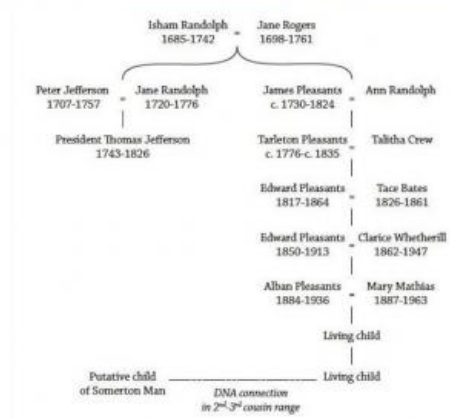 Isham Randolph = Jane Rogers
1685-1742 1698-1761
Peter Jefferson = Jane Randolph James Pleasants = Ann Randolph
1707-1757 1720-1776 c. 1730-1824
President Thomas Jefferson Tarleton Pleasants = Talitha Crew
1743-1826 c. 1776-c. 1835
Edward Pleasants = Tace Bates
1817-1864 1826-1861
Edward Pleasants = Clarice Whetherill
1850-1913 1862-1947
Alban Pleasants = Mary Mathias
1884-1936 1887-1963
Living child
Putative child Living child
of Somerton Man
DNA connection
in 2nd-3rd cousin range